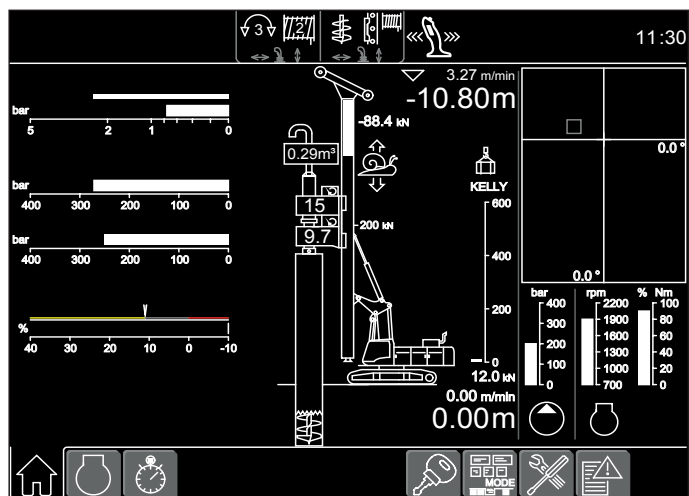 3
2
11:30
3.27 m/min
-10.80m
bar
5 2 1 0
-88.4 kN
0.29m³
0.0 °
KELLY
bar
400 300 200 100 0
600
15
200 kN
9.7
bar
400 300 200 100 0
400
0.0 °
200
bar rpm % Nm
400 2200 100
300 1900 80
200 1600 60
1300 40
100 1000 20
0 700 0
%
40 30 20 10 0 -10
0
12.0 kN
0.00 m/min
0.00m
MODE